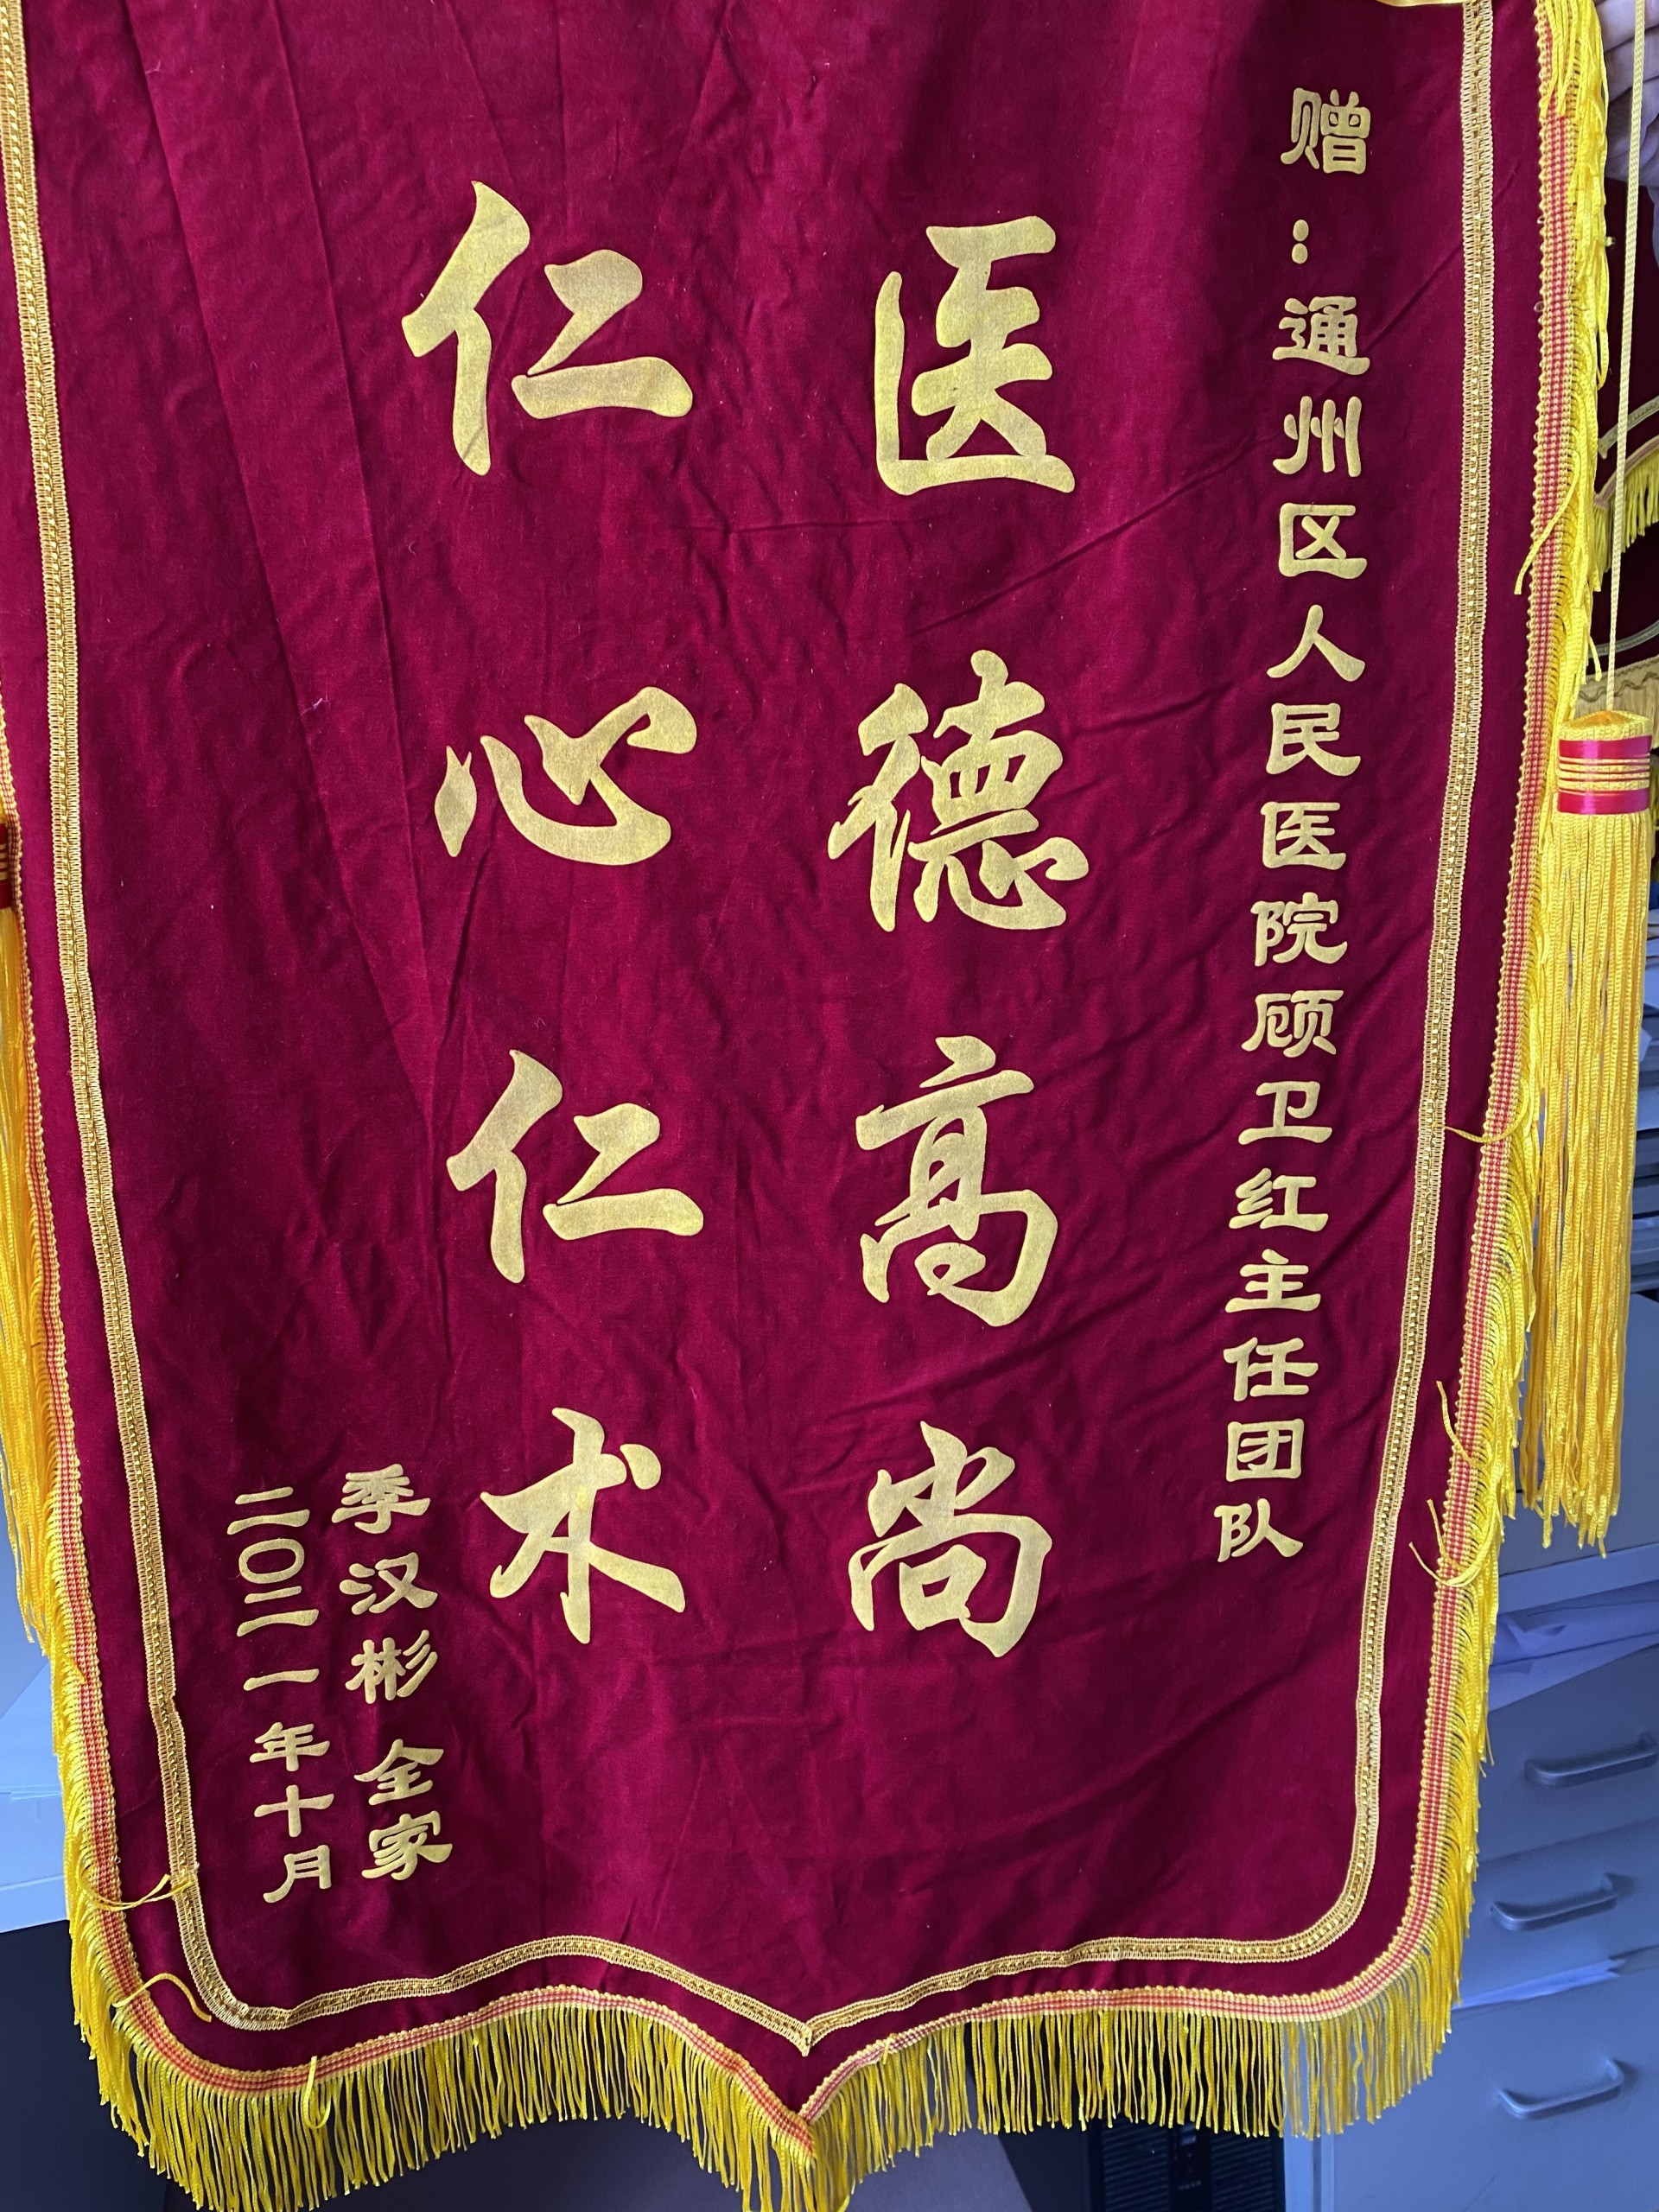 赠：通州区人民医院顾卫红主任团队
医德高尚
仁心仁术
季汉彬 全家
二〇二一年十月